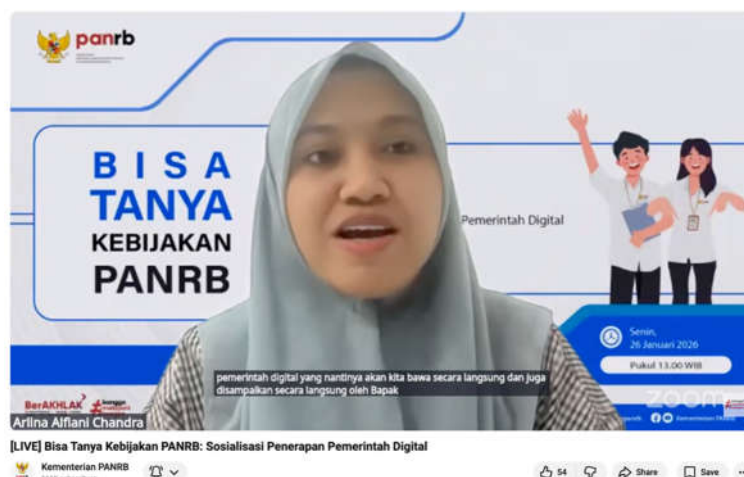 panrb
BISA
TANYA
KEBIJAKAN
PANRB
Pemerintah Digital
Senin,
26 Januari 2026
Pukul 13.00 WIB
pemerintah digital yang nantinya akan kita bawa secara langsung dan juga
disampaikan secara langsung oleh Bapak
BerAKHLAK
zoom
Arlina Alfiani Chandra
Kementerian PANRB
[LIVE] Bisa Tanya Kebijakan PANRB: Sosialisasi Penerapan Pemerintah Digital
Kementerian PANRB
54
Share
Save